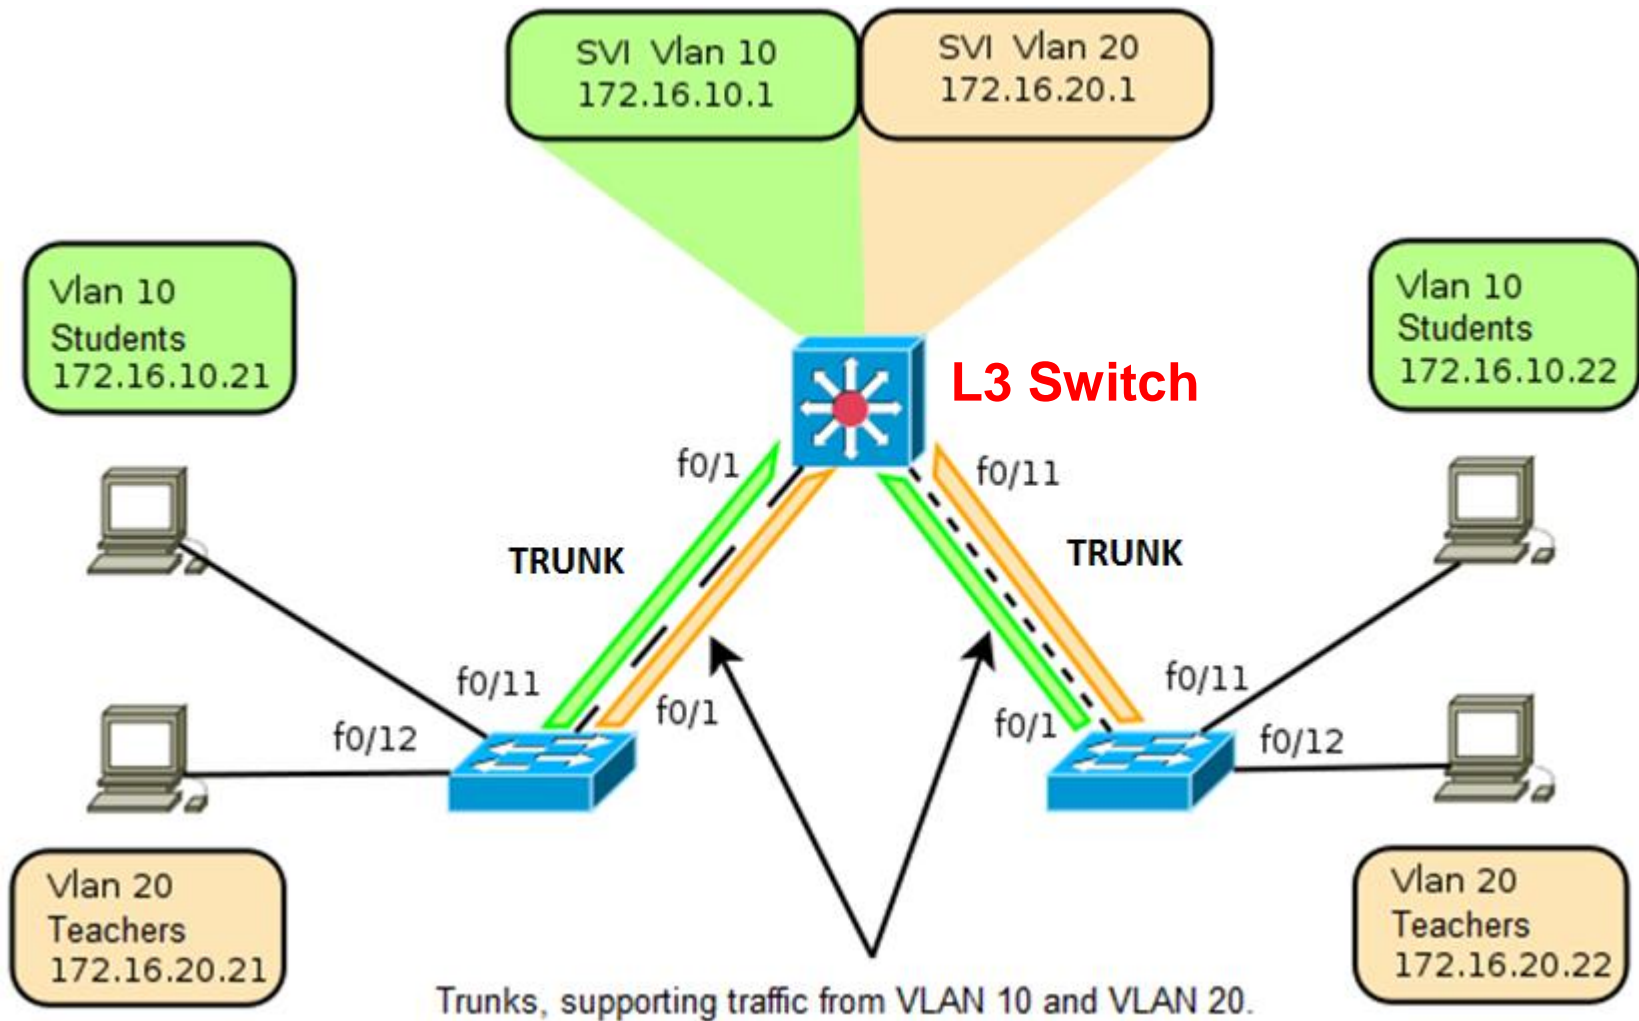 SVI Vlan 10
172.16.10.1
SVI Vlan 20
172.16.20.1
Vlan 10
Students
172.16.10.21
Vlan 10
Students
172.16.10.22
L3 Switch
f0/1
f0/11
TRUNK
TRUNK
f0/11
f0/1
f0/12
f0/1
f0/11
f0/12
Vlan 20
Teachers
172.16.20.21
Vlan 20
Teachers
172.16.20.22
Trunks, supporting traffic from VLAN 10 and VLAN 20.